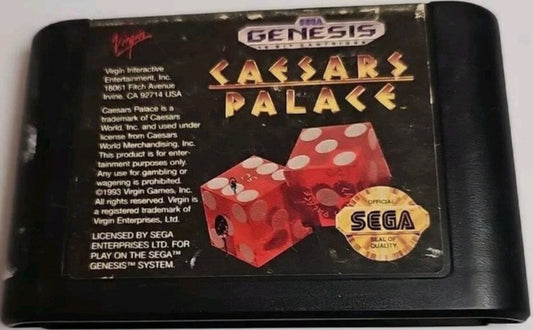 Virgin
SEGA
GENESIS
16-BIT CARTRIDGE
CAESARS
PALACE
Virgin Interactive
Entertainment, Inc.
18061 Fitch Avenue
Irvine, CA 92714 USA
Caesars Palace is a
trademark of Caesars
World, Inc. and used under
license from Caesars
World Merchandising, Inc.
This product is for enter-
tainment purposes only.
Any use for gambling or
wagering is prohibited.
©1993 Virgin Games, Inc.
All rights reserved. Virgin is
a registered trademark of
Virgin Enterprises, Ltd.
LICENSED BY SEGA
ENTERPRISES LTD. FOR
PLAY ON THE SEGA™
GENESIS™ SYSTEM.
OFFICIAL
SEGA
SEAL OF
QUALITY